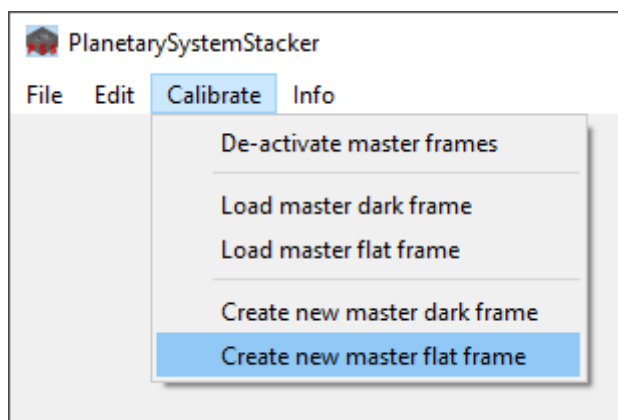 PlanetarySystemStacker
File Edit Calibrate Info
De-activate master frames
Load master dark frame
Load master flat frame
Create new master dark frame
Create new master flat frame